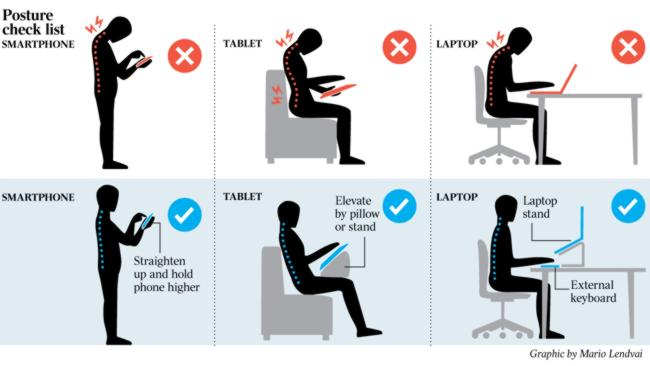 Posture
check list
SMARTPHONE
TABLET
LAPTOP
SMARTPHONE
Straighten
up and hold
phone higher
TABLET
Elevate
by pillow
or stand
LAPTOP
Laptop
stand
External
keyboard
Graphic by Mario Lendvai